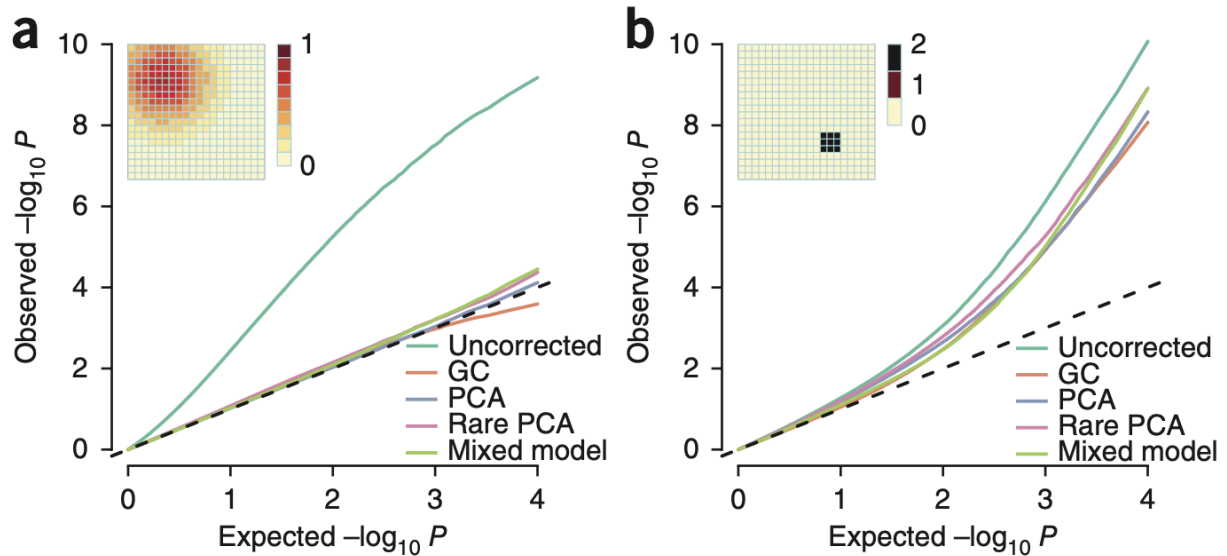 a
10
8
6
4
2
0
Observed –log10 P
1
0
Uncorrected
GC
PCA
Rare PCA
Mixed model
0 1 2 3 4
Expected –log10 P
b
10
8
6
4
2
0
Observed –log10 P
2
1
0
Uncorrected
GC
PCA
Rare PCA
Mixed model
0 1 2 3 4
Expected –log10 P